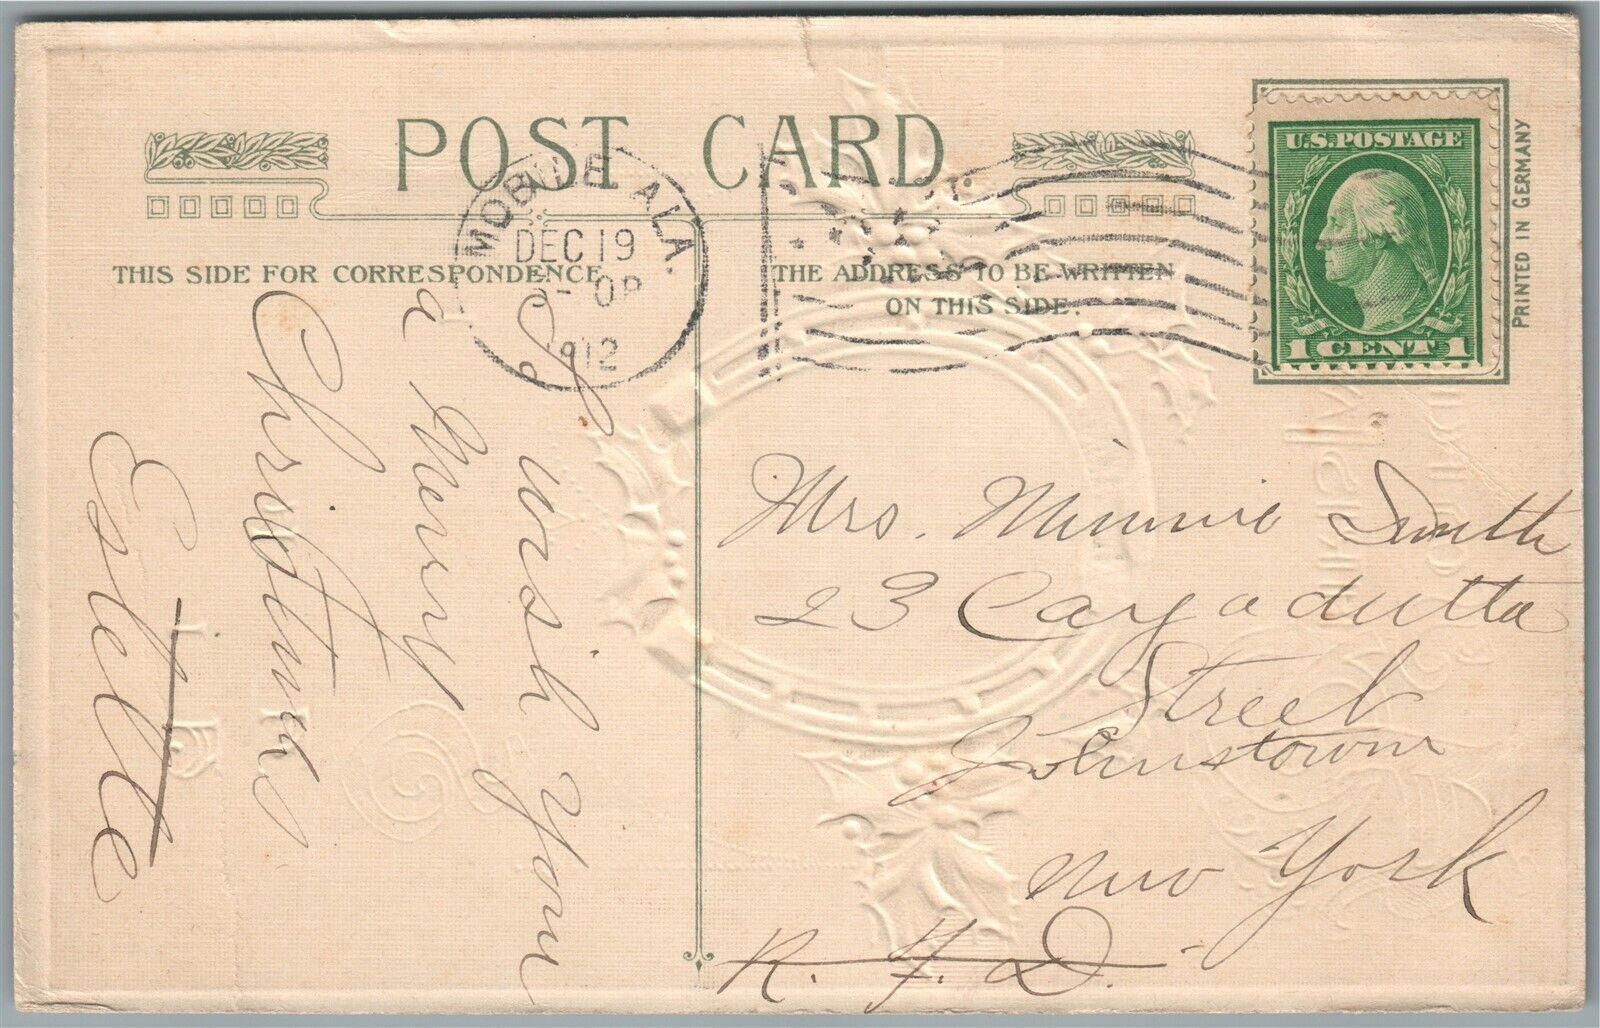 POST CARD.
THIS SIDE FOR CORRESPONDENCE
THE ADDRESS TO BE WRITTEN
ON THIS SIDE.
MOBILE, ALA.
DEC 19
1912
U.S. POSTAGE
1 CENT 1
PRINTED IN GERMANY
I wish you
a Merry
Christmas
Eslette
Mrs. Minnie Smith
23 Cayadutta
Street
Johnstown
New York
R. F. D.